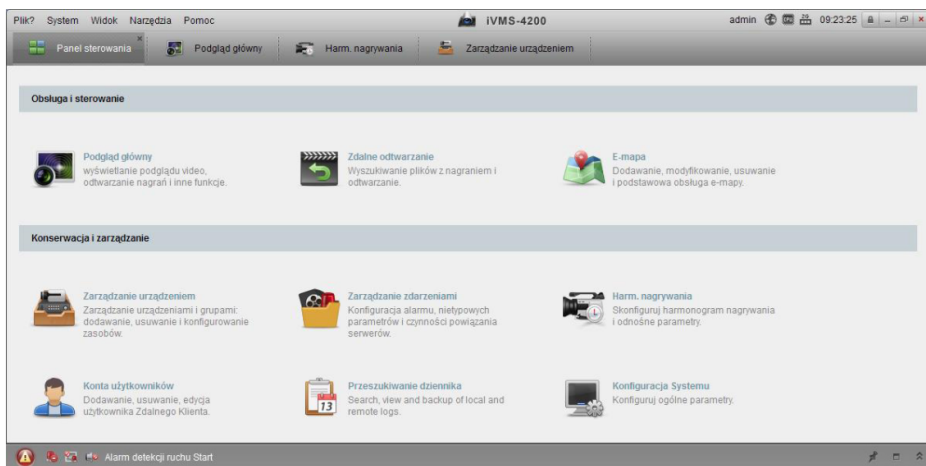 Plik? System Widok Narzędzia Pomoc iVMS-4200 admin 09:23:25
Panel sterowania Podgląd główny Harm. nagrywania Zarządzanie urządzeniem
Obsługa i sterowanie
Podgląd główny
wyświetlanie podglądu video,
odtwarzanie nagrań i inne funkcje.
Zdalne odtwarzanie
Wyszukiwanie plików z nagraniem i
odtwarzanie.
E-mapa
Dodawanie, modyfikowanie, usuwanie
i podstawowa obsługa e-mapy.
Konserwacja i zarządzanie
Zarządzanie urządzeniem
Zarządzanie urządzeniami i grupami:
dodawanie, usuwanie i konfigurowanie
zasobów.
Zarządzanie zdarzeniami
Konfiguracja alarmu, nietypowych
parametrów i czynności powiązania
serwerów.
Harm. nagrywania
Skonfiguruj harmonogram nagrywania
i odnośne parametry.
Konta użytkowników
Dodawanie, usuwanie, edycja
użytkownika Zdalnego Klienta.
13
Przeszukiwanie dziennika
Search, view and backup of local and
remote logs.
Konfiguracja Systemu
Konfiguruj ogólne parametry.
Alarm detekcji ruchu Start